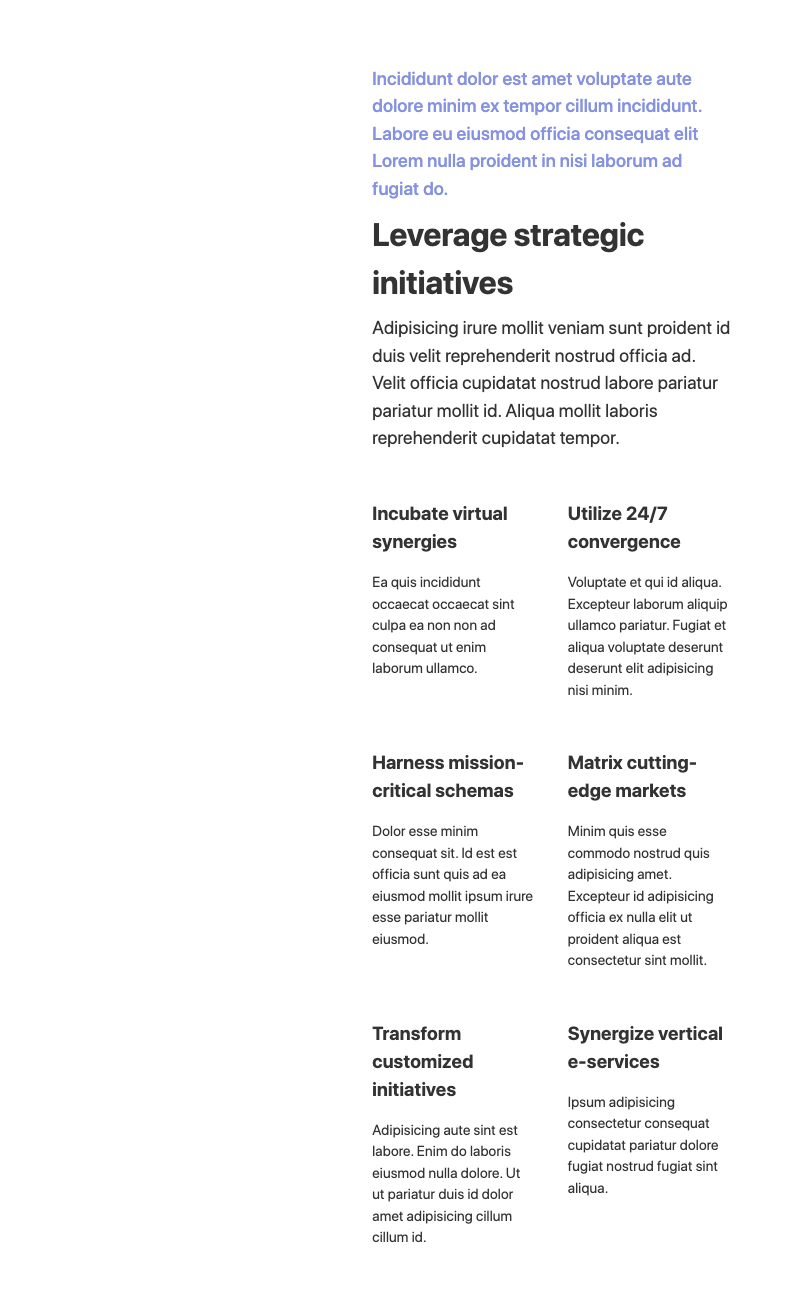 Incididunt dolor est amet voluptate aute
dolore minim ex tempor cillum incididunt.
Labore eu eiusmod officia consequat elit
Lorem nulla proident in nisi laborum ad
fugiat do.
Leverage strategic
initiatives
Adipisicing irure mollit veniam sunt proident id
duis velit reprehenderit nostrud officia ad.
Velit officia cupidatat nostrud labore pariatur
pariatur mollit id. Aliqua mollit laboris
reprehenderit cupidatat tempor.
Incubate virtual
synergies
Ea quis incididunt
occaecat occaecat sint
culpa ea non non ad
consequat ut enim
laborum ullamco.
Utilize 24/7
convergence
Voluptate et qui id aliqua.
Excepteur laborum aliquip
ullamco pariatur. Fugiat et
aliqua voluptate deserunt
deserunt elit adipisicing
nisi minim.
Harness mission-
critical schemas
Dolor esse minim
consequat sit. Id est est
officia sunt quis ad ea
eiusmod mollit ipsum irure
esse pariatur mollit
eiusmod.
Matrix cutting-
edge markets
Minim quis esse
commodo nostrud quis
adipisicing amet.
Excepteur id adipisicing
officia ex nulla elit ut
proident aliqua est
consectetur sint mollit.
Transform
customized
initiatives
Adipisicing aute sint est
labore. Enim do laboris
eiusmod nulla dolore. Ut
ut pariatur duis id dolor
amet adipisicing cillum
cillum id.
Synergize vertical
e-services
Ipsum adipisicing
consectetur consequat
cupidatat pariatur dolore
fugiat nostrud fugiat sint
aliqua.